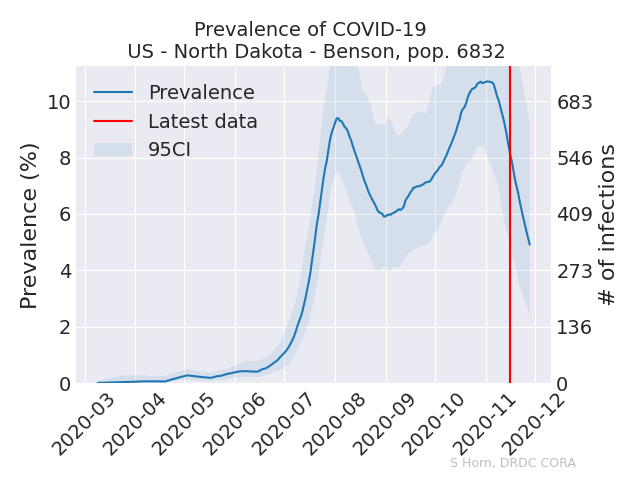 Prevalence of COVID-19
US - North Dakota - Benson, pop. 6832
Prevalence
Latest data
95CI
Prevalence (%)
10
8
6
4
2
0
683
546
409
273
136
0
# of infections
2020-03
2020-04
2020-05
2020-06
2020-07
2020-08
2020-09
2020-10
2020-11
2020-12
S Horn, DRDC CORA